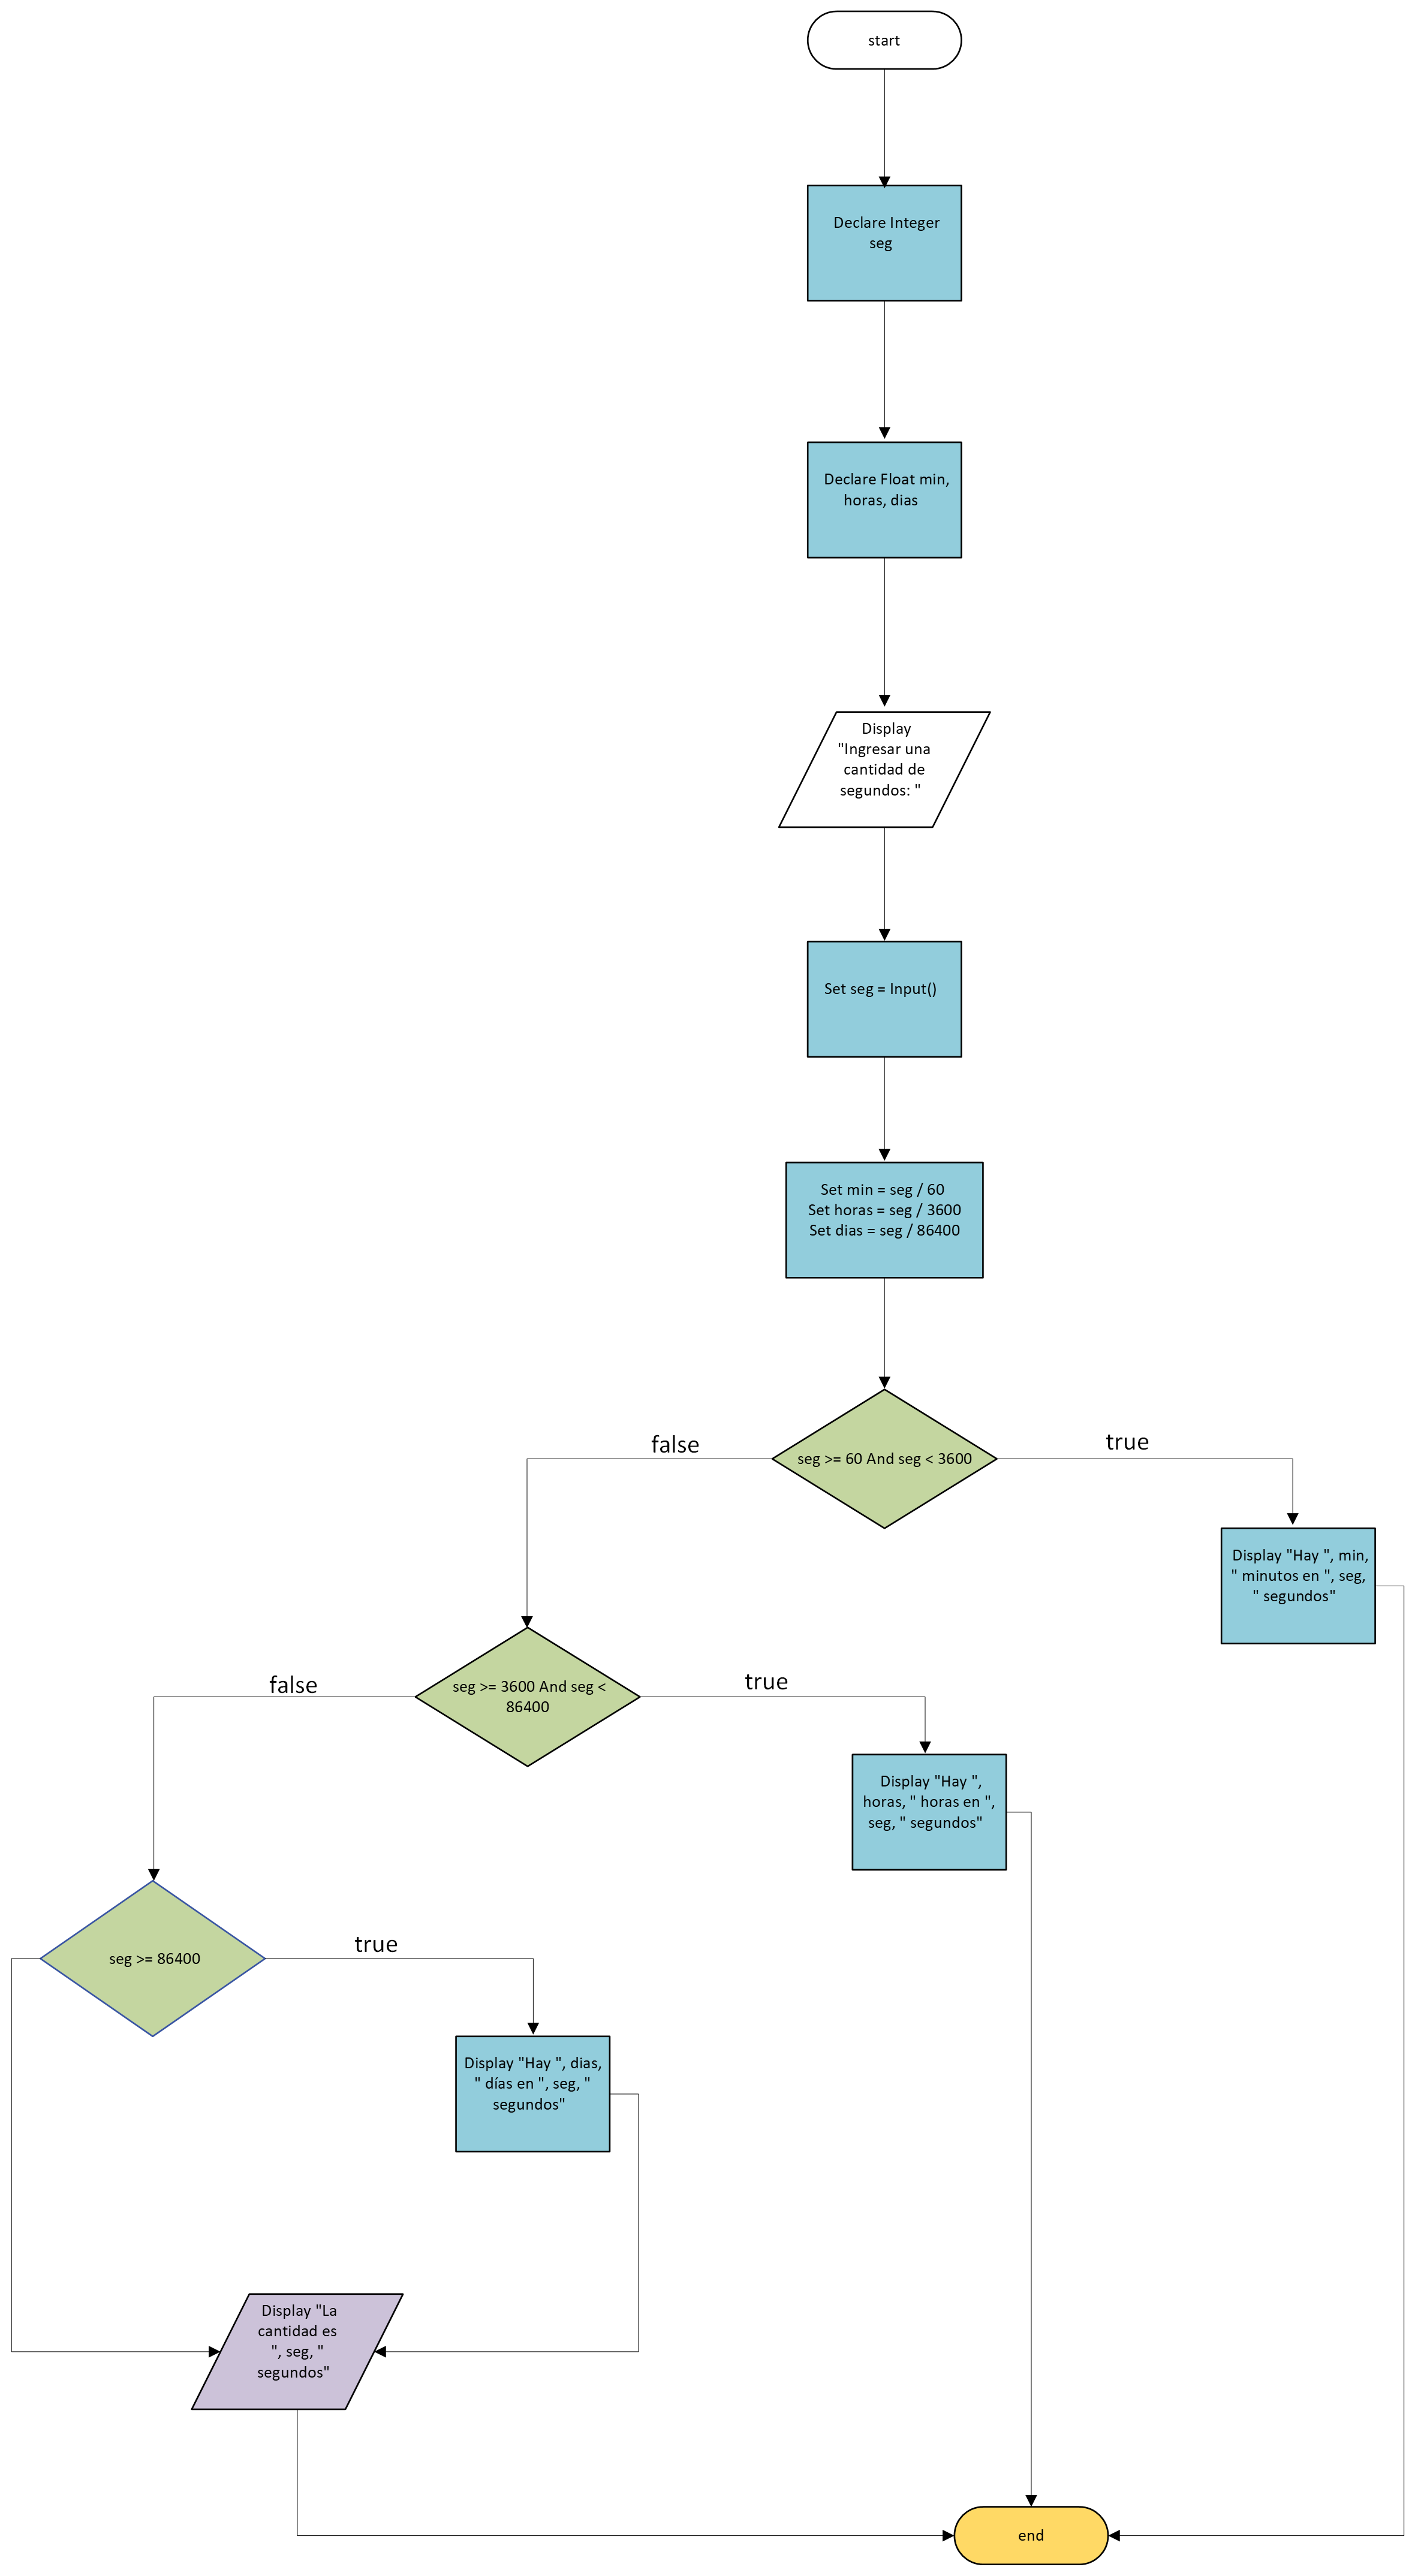 start
Declare Integer
seg
Declare Float min,
horas, dias
Display
"Ingresar una
cantidad de
segundos: "
Set seg = Input()
Set min = seg / 60
Set horas = seg / 3600
Set dias = seg / 86400
seg >= 60 And seg < 3600
false
true
Display "Hay ", min,
" minutos en ", seg,
" segundos"
seg >= 3600 And seg <
86400
false
true
Display "Hay ",
horas, " horas en ",
seg, " segundos"
seg >= 86400
true
Display "Hay ", dias,
" días en ", seg, "
segundos"
Display "La
cantidad es
", seg, "
segundos"
end